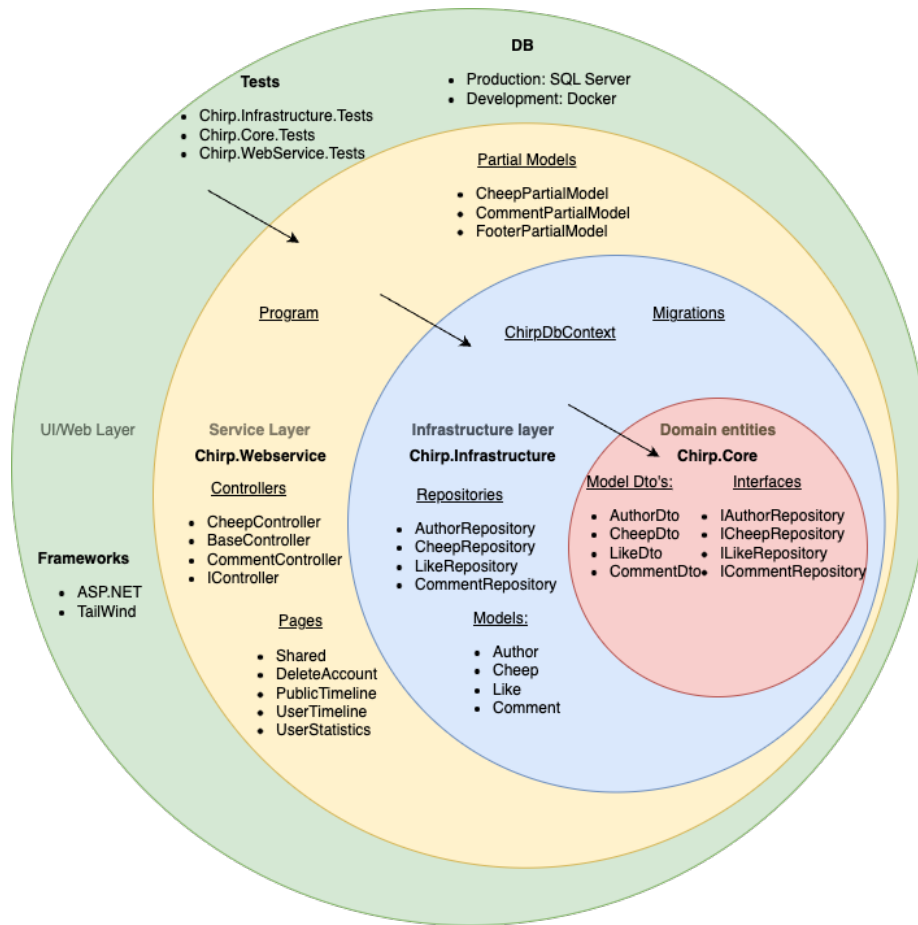 DB
• Production: SQL Server
• Development: Docker
Tests
• Chirp.Infrastructure.Tests
• Chirp.Core.Tests
• Chirp.WebService.Tests
Partial Models
• CheepPartialModel
• CommentPartialModel
• FooterPartialModel
Program
ChirpDbContext
Migrations
UI/Web Layer
Service Layer
Chirp.Webservice
Controllers
• CheepController
• BaseController
• CommentController
• IController
Pages
• Shared
• DeleteAccount
• PublicTimeline
• UserTimeline
• UserStatistics
Infrastructure layer
Chirp.Infrastructure
Repositories
• AuthorRepository
• CheepRepository
• LikeRepository
• CommentRepository
Models:
• Author
• Cheep
• Like
• Comment
Domain entities
Chirp.Core
Model Dto's:
• AuthorDto
• CheepDto
• LikeDto
• CommentDto
Interfaces
• IAuthorRepository
• ICheepRepository
• ILikeRepository
• ICommentRepository
Frameworks
• ASP.NET
• TailWind